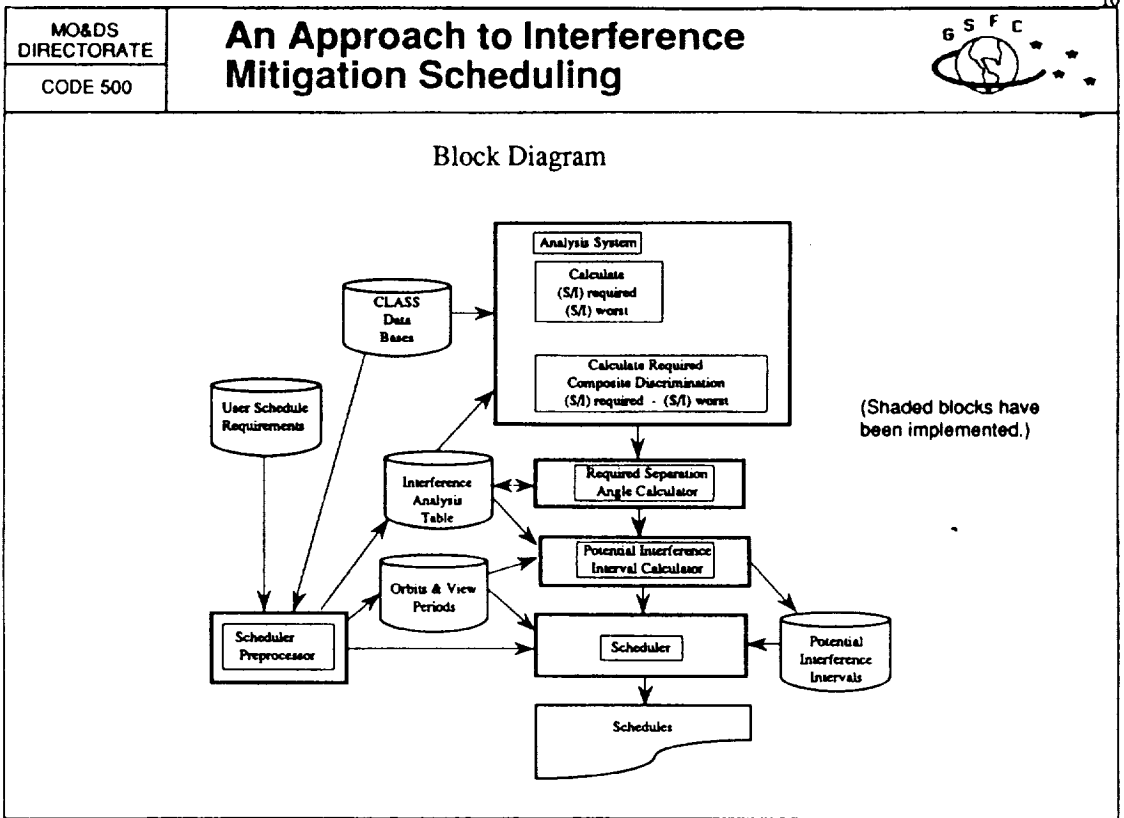 10
MO&DS
DIRECTORATE
CODE 500
An Approach to Interference
Mitigation Scheduling
G S F C
Block Diagram
Analysis System
Calculate
(S/I) required
(S/I) worst
Calculate Required
Composite Discrimination
(S/I) required - (S/I) worst
CLASS
Data
Bases
User Schedule
Requirements
(Shaded blocks have
been implemented.)
Interference
Analysis
Table
Required Separation
Angle Calculator
Potential Interference
Interval Calculator
Orbits & View
Periods
Scheduler
Preprocessor
Scheduler
Potential
Interference
Intervals
Schedules